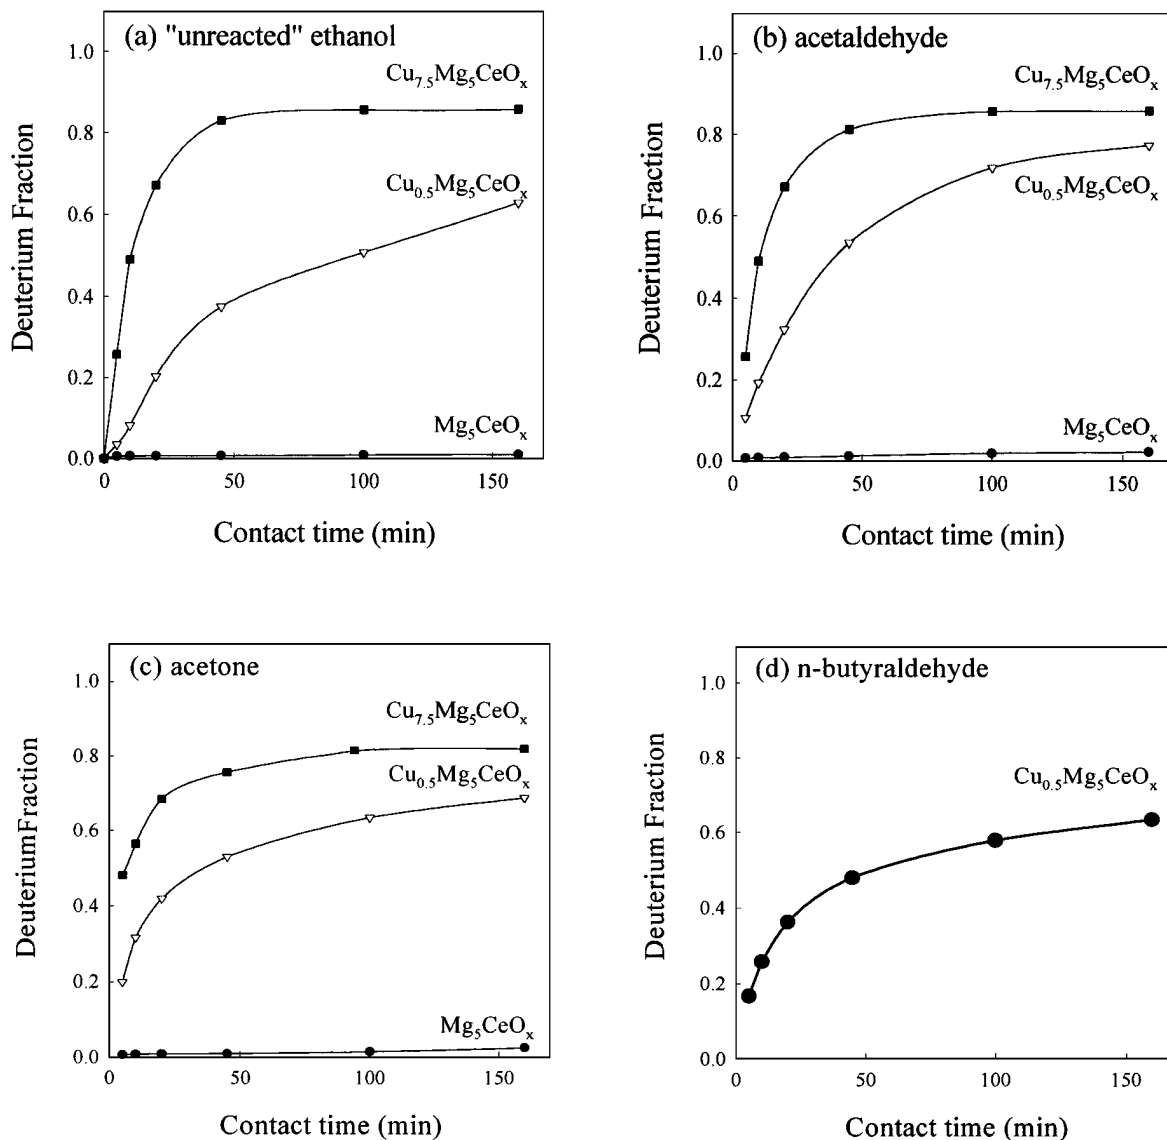 (a) "unreacted" ethanol
Cu7.5Mg5CeOx
Cu0.5Mg5CeOx
Mg5CeOx
Deuterium Fraction
1.0
0.8
0.6
0.4
0.2
0.0
0 50 100 150
Contact time (min)
(b) acetaldehyde
Cu7.5Mg5CeOx
Cu0.5Mg5CeOx
Mg5CeOx
Deuterium Fraction
1.0
0.8
0.6
0.4
0.2
0.0
0 50 100 150
Contact time (min)
(c) acetone
Cu7.5Mg5CeOx
Cu0.5Mg5CeOx
Mg5CeOx
DeuteriumFraction
1.0
0.8
0.6
0.4
0.2
0.0
0 50 100 150
Contact time (min)
(d) n-butyraldehyde
Cu0.5Mg5CeOx
Deuterium Fraction
1.0
0.8
0.6
0.4
0.2
0.0
0 50 100 150
Contact time (min)